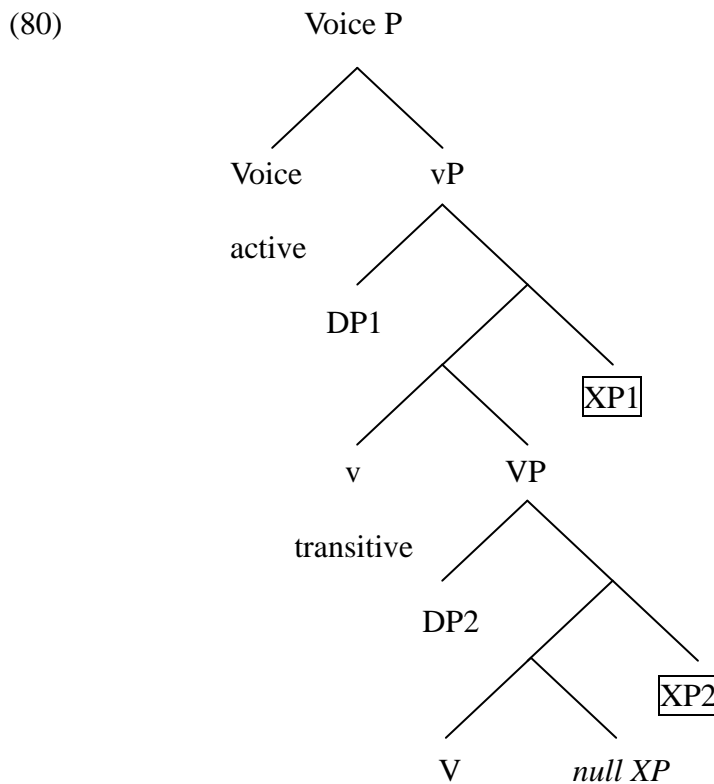 (80) Voice P
Voice vP
active
DP1
XP1
v VP
transitive
DP2
XP2
V null XP